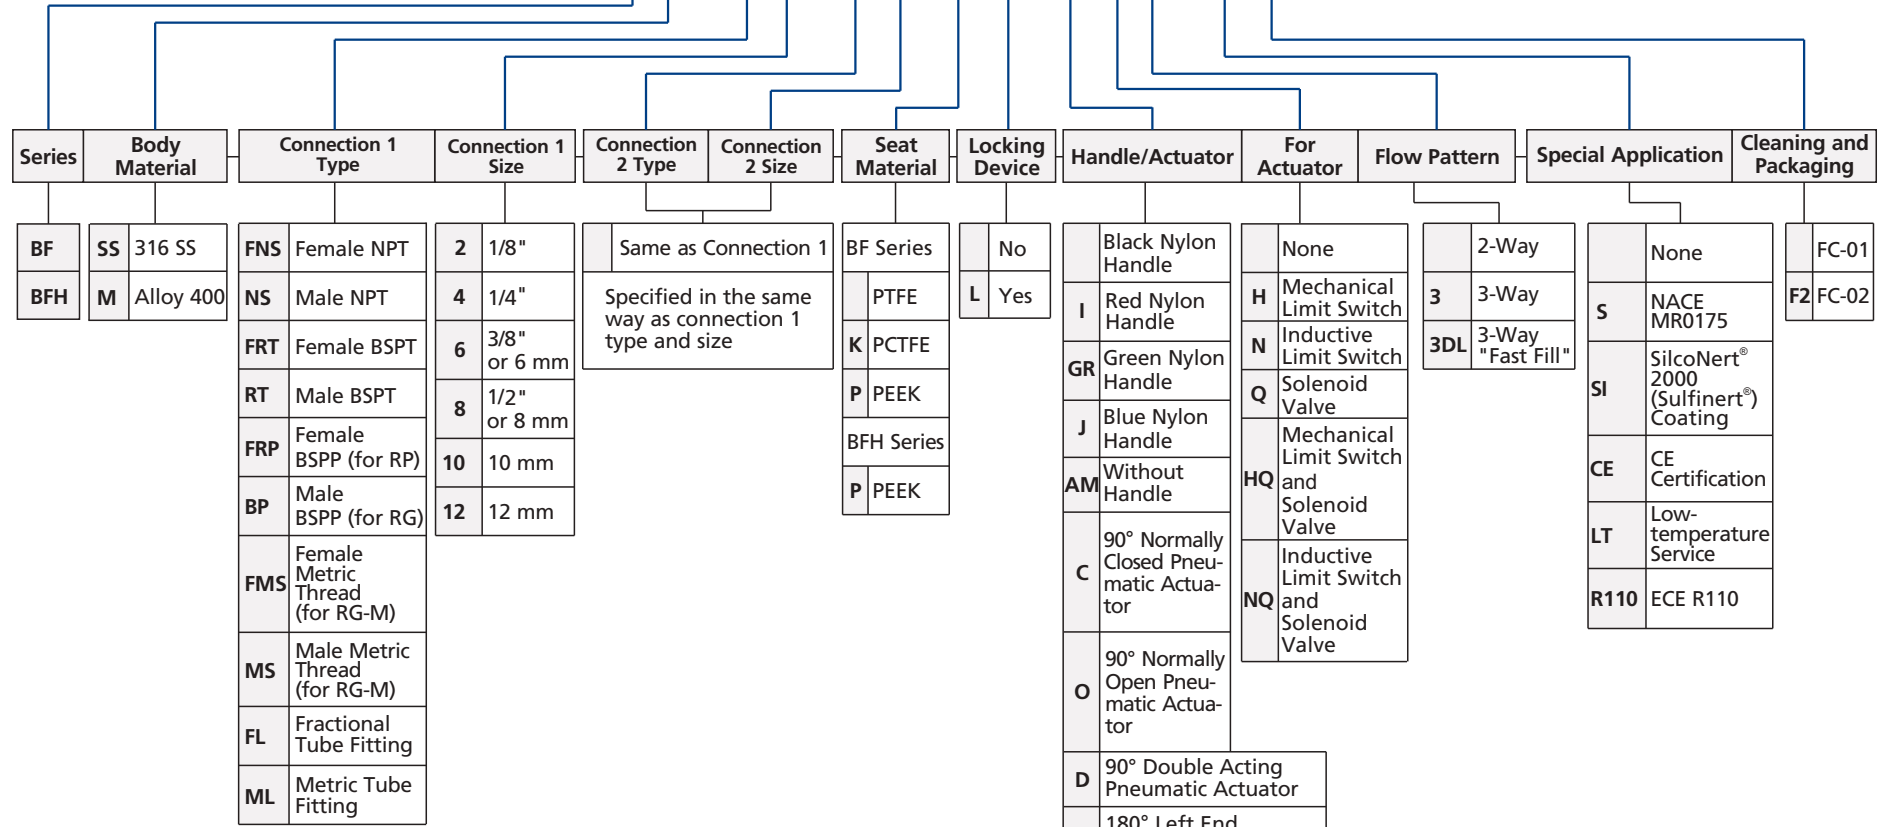 Series
Body
Material
Connection 1
Type
Connection 1
Size
Connection
2 Type
Connection
2 Size
Seat
Material
Locking
Device
Handle/Actuator
For
Actuator
Flow Pattern
Special Application
Cleaning and
Packaging
BF
BFH
SS 316 SS
M Alloy 400
FNS Female NPT
NS Male NPT
FRT Female BSPT
RT Male BSPT
FRP Female
BSPP (for RP)
BP Male
BSPP (for RG)
FMS Female
Metric
Thread
(for RG-M)
MS Male Metric
Thread
(for RG-M)
FL Fractional
Tube Fitting
ML Metric Tube
Fitting
2 1/8"
4 1/4"
6 3/8"
or 6 mm
8 1/2"
or 8 mm
10 10 mm
12 12 mm
Same as Connection 1
Specified in the same
way as connection 1
type and size
BF Series
PTFE
K PCTFE
P PEEK
BFH Series
P PEEK
No
L Yes
Black Nylon
Handle
I Red Nylon
Handle
GR Green Nylon
Handle
J Blue Nylon
Handle
AM Without
Handle
C 90° Normally
Closed Pneu-
matic Actua-
tor
O 90° Normally
Open Pneu-
matic Actua-
tor
D 90° Double Acting
Pneumatic Actuator
180° Left End
None
H Mechanical
Limit Switch
N Inductive
Limit Switch
Q Solenoid
Valve
HQ Mechanical
Limit Switch
and
Solenoid
Valve
NQ Inductive
Limit Switch
and
Solenoid
Valve
2-Way
3 3-Way
3DL 3-Way
"Fast Fill"
None
S NACE
MR0175
SI SilcoNert®
2000
(Sulfinert®)
Coating
CE CE
Certification
LT Low-
temperature
Service
R110 ECE R110
FC-01
F2 FC-02